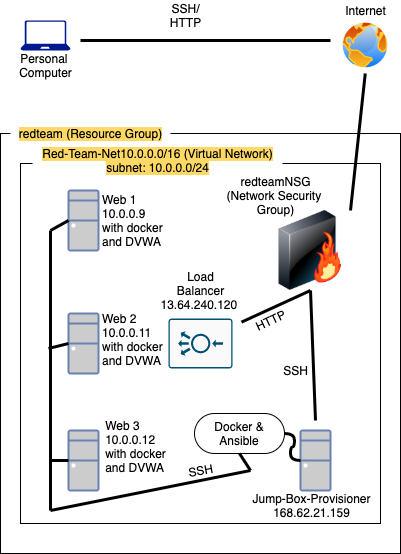 SSH/
HTTP
Internet
Personal
Computer
redteam (Resource Group)
Red-Team-Net10.0.0.0/16 (Virtual Network)
subnet: 10.0.0.0/24
redteamNSG
(Network Security
Group)
Web 1
10.0.0.9
with docker
and DVWA
Load
Balancer
13.64.240.120
HTTP
Web 2
10.0.0.11
with docker
and DVWA
SSH
Web 3
10.0.0.12
with docker
and DVWA
Docker &
Ansible
SSH
Jump-Box-Provisioner
168.62.21.159